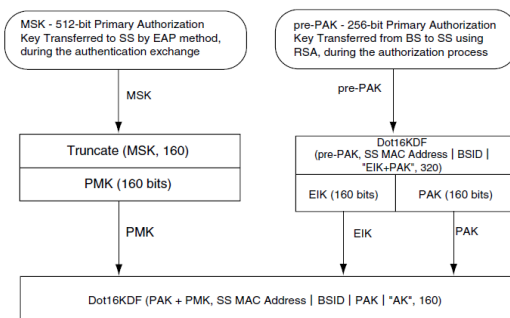 MSK - 512-bit Primary Authorization
Key Transferred to SS by EAP method,
during the authentication exchange
pre-PAK - 256-bit Primary Authorization
Key Transferred from BS to SS using
RSA, during the authorization process
MSK
pre-PAK
Truncate (MSK, 160)
PMK (160 bits)
Dot16KDF
(pre-PAK, SS MAC Address | BSID |
"EIK+PAK", 320)
EIK (160 bits)
PAK (160 bits)
PMK
EIK
PAK
Dot16KDF (PAK + PMK, SS MAC Address | BSID | PAK | "AK", 160)